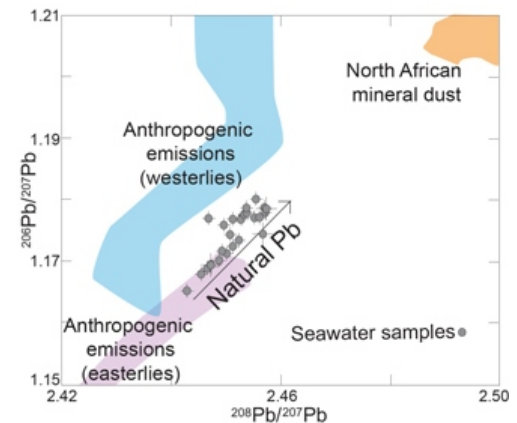 1.21
North African
mineral dust
Anthropogenic
emissions
(westerlies)
1.19
²⁰⁶Pb/²⁰⁷Pb
1.17
Natural Pb
Anthropogenic
emissions
(easterlies)
Seawater samples
1.15
2.42
2.46
2.50
²⁰⁸Pb/²⁰⁷Pb